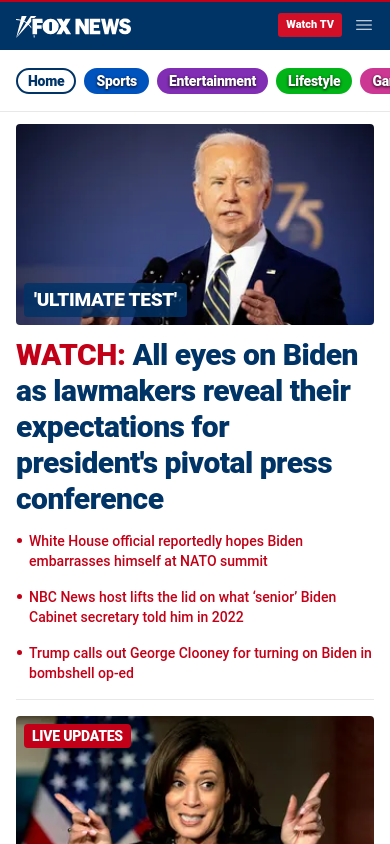 FOX NEWS
Watch TV
Home
Sports
Entertainment
Lifestyle
Ga
75
'ULTIMATE TEST'
WATCH: All eyes on Biden
as lawmakers reveal their
expectations for
president's pivotal press
conference
White House official reportedly hopes Biden
embarrasses himself at NATO summit
NBC News host lifts the lid on what ‘senior’ Biden
Cabinet secretary told him in 2022
Trump calls out George Clooney for turning on Biden in
bombshell op-ed
LIVE UPDATES